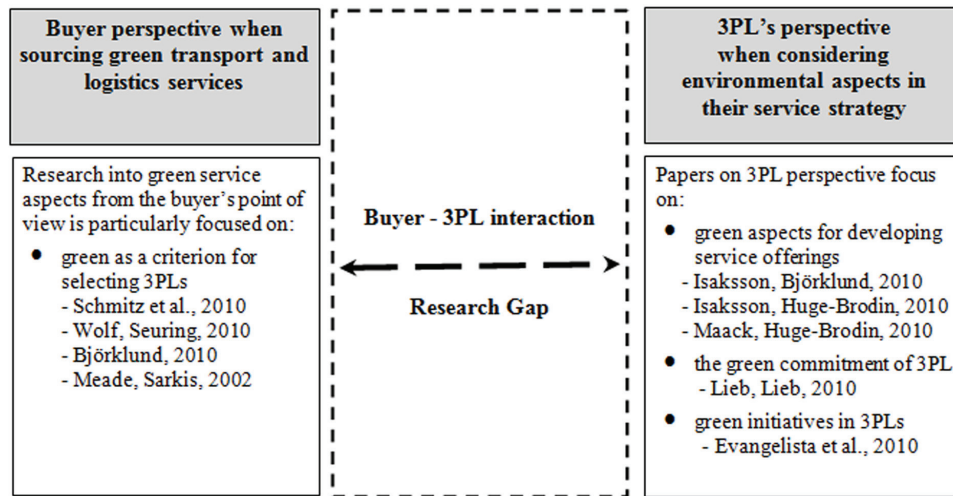 Buyer perspective when
sourcing green transport and
logistics services
Research into green service
aspects from the buyer's point of
view is particularly focused on:
• green as a criterion for
selecting 3PLs
- Schmitz et al., 2010
- Wolf, Seuring, 2010
- Björklund, 2010
- Meade, Sarkis, 2002
Buyer - 3PL interaction
Research Gap
3PL's perspective
when considering
environmental aspects in
their service strategy
Papers on 3PL perspective focus
on:
• green aspects for developing
service offerings
- Isaksson, Björklund, 2010
- Isaksson, Huge-Brodin, 2010
- Maack, Huge-Brodin, 2010
• the green commitment of 3PL
- Lieb, Lieb, 2010
• green initiatives in 3PLs
- Evangelista et al., 2010